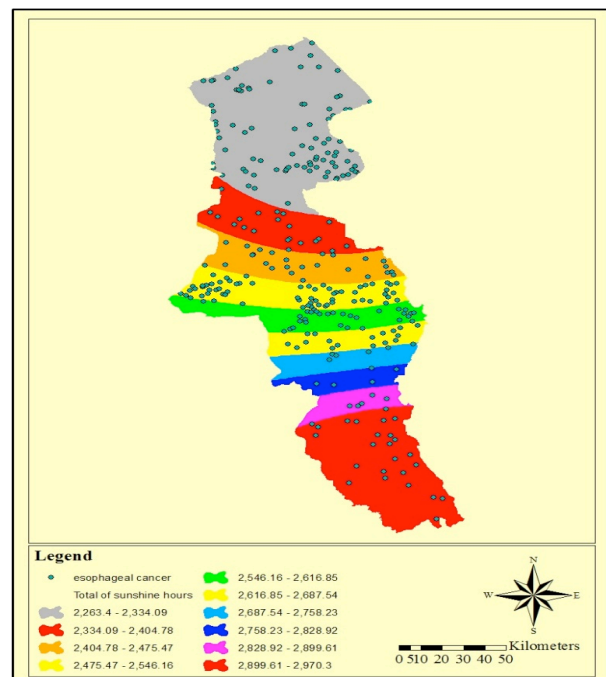 Legend
esophageal cancer
Total of sunshine hours
2,263.4 - 2,334.09
2,334.09 - 2,404.78
2,404.78 - 2,475.47
2,475.47 - 2,546.16
2,546.16 - 2,616.85
2,616.85 - 2,687.54
2,687.54 - 2,758.23
2,758.23 - 2,828.92
2,828.92 - 2,899.61
2,899.61 - 2,970.3
N
W E
S
Kilometers
0 510 20 30 40 50